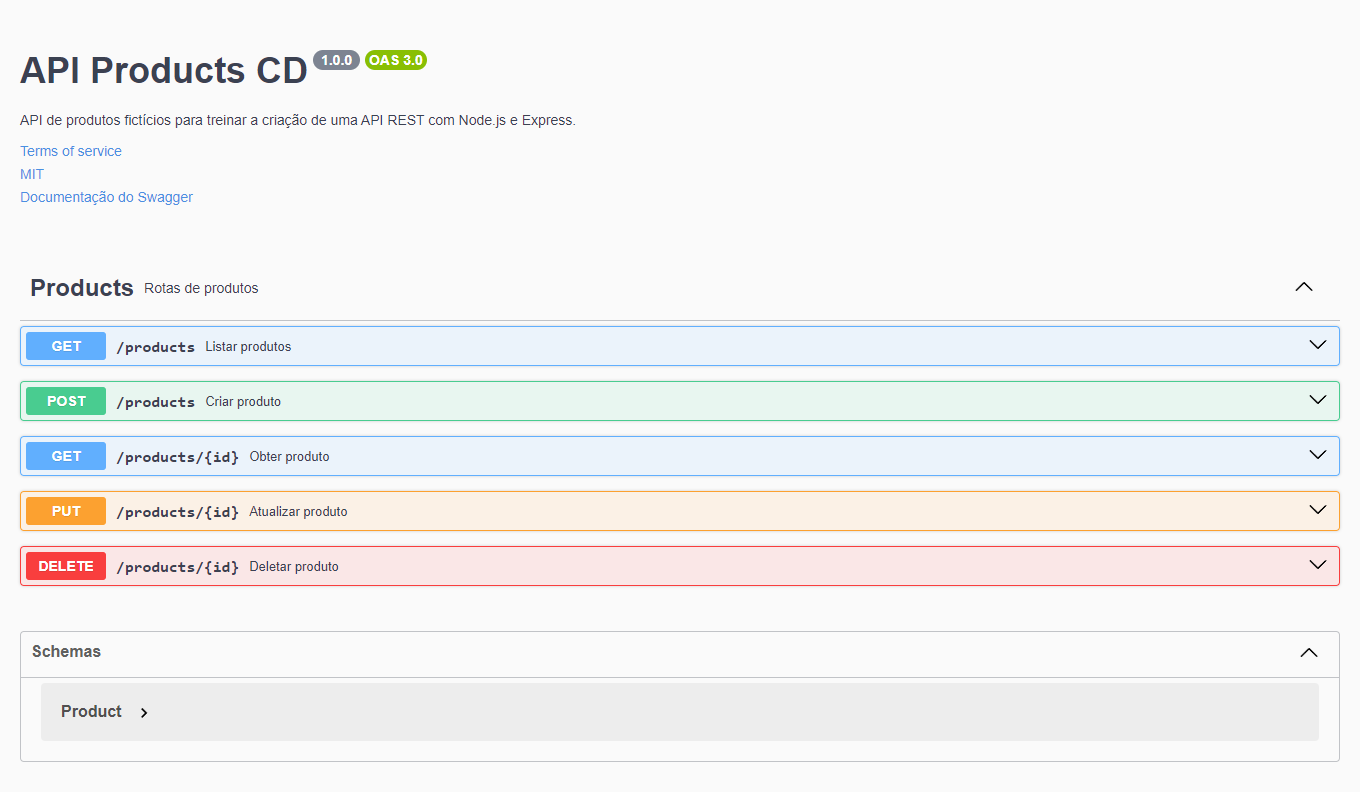 API Products CD 1.0.0 OAS 3.0
API de produtos fictícios para treinar a criação de uma API REST com Node.js e Express.
Terms of service
MIT
Documentação do Swagger
Products Rotas de produtos
GET /products Listar produtos
POST /products Criar produto
GET /products/{id} Obter produto
PUT /products/{id} Atualizar produto
DELETE /products/{id} Deletar produto
Schemas
Product